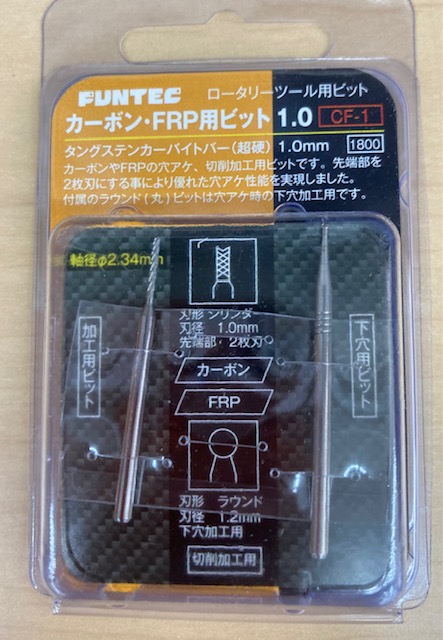 FUNTEC
ロータリーツール用ビット
カーボン・FRP用ビット 1.0 CF-1
タングステンカーバイトバー(超硬) 1.0mm 1800
カーボンやFRPの穴アケ、切削加工用ビットです。先端部を
2枚刃にする事により優れた穴アケ性能を実現しました。
付属のラウンド(丸)ビットは穴アケ時の下穴加工用です。
軸径φ2.34mm
刃形 シリンダー
刃径 1.0mm
先端部 2枚刃
加工用ビット
下穴用ビット
カーボン
FRP
刃形 ラウンド
刃径 1.2mm
下穴加工用
切削加工用